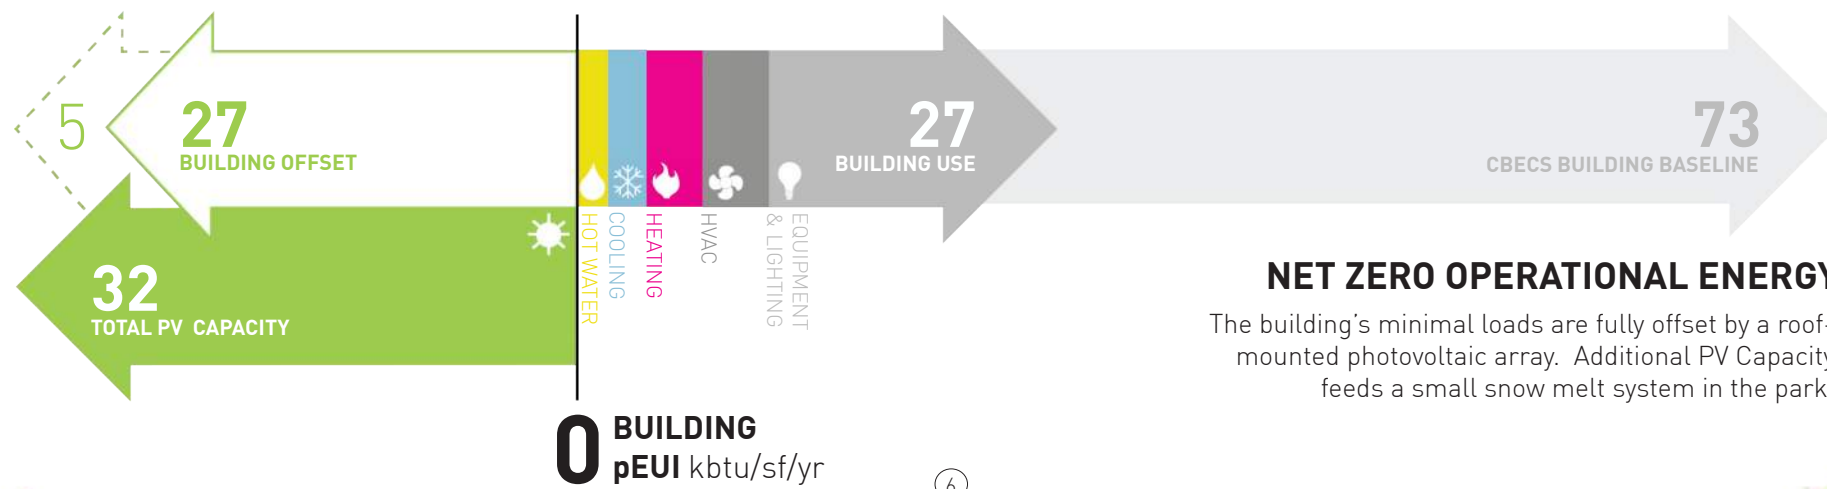 5
27
BUILDING OFFSET
27
BUILDING USE
73
CBECS BUILDING BASELINE
32
TOTAL PV CAPACITY
HOT WATER
COOLING
HEATING
HVAC
EQUIPMENT
& LIGHTING
NET ZERO OPERATIONAL ENERGY
The building’s minimal loads are fully offset by a roof-
mounted photovoltaic array. Additional PV Capacity
feeds a small snow melt system in the park
0 BUILDING
pEUI kbtu/sf/yr
6